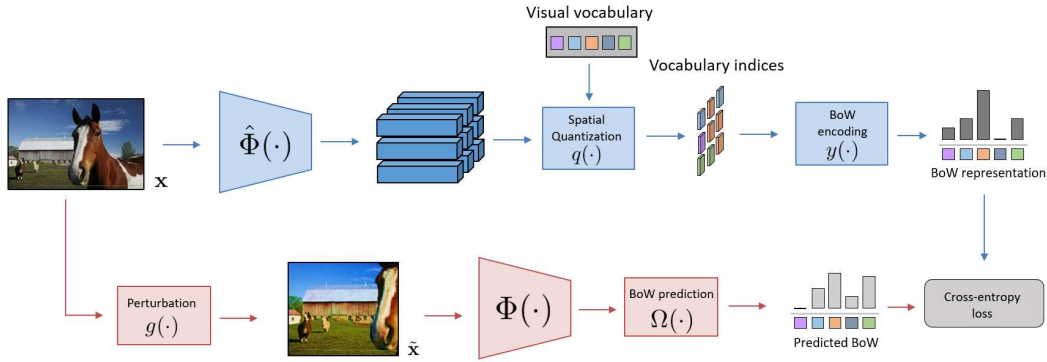 Visual vocabulary
Vocabulary indices
x
Φ̂(·)
Spatial
Quantization
q(·)
BoW
encoding
y(·)
BoW representation
Perturbation
g(·)
x̃
Φ(·)
BoW prediction
Ω(·)
Predicted BoW
Cross-entropy
loss